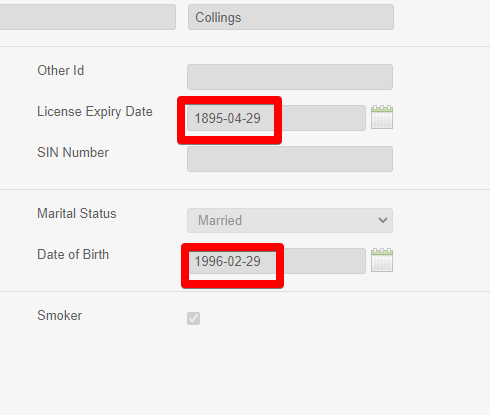 Collings
Other Id
License Expiry Date 1895-04-29
SIN Number
Marital Status Married
Date of Birth 1996-02-29
Smoker